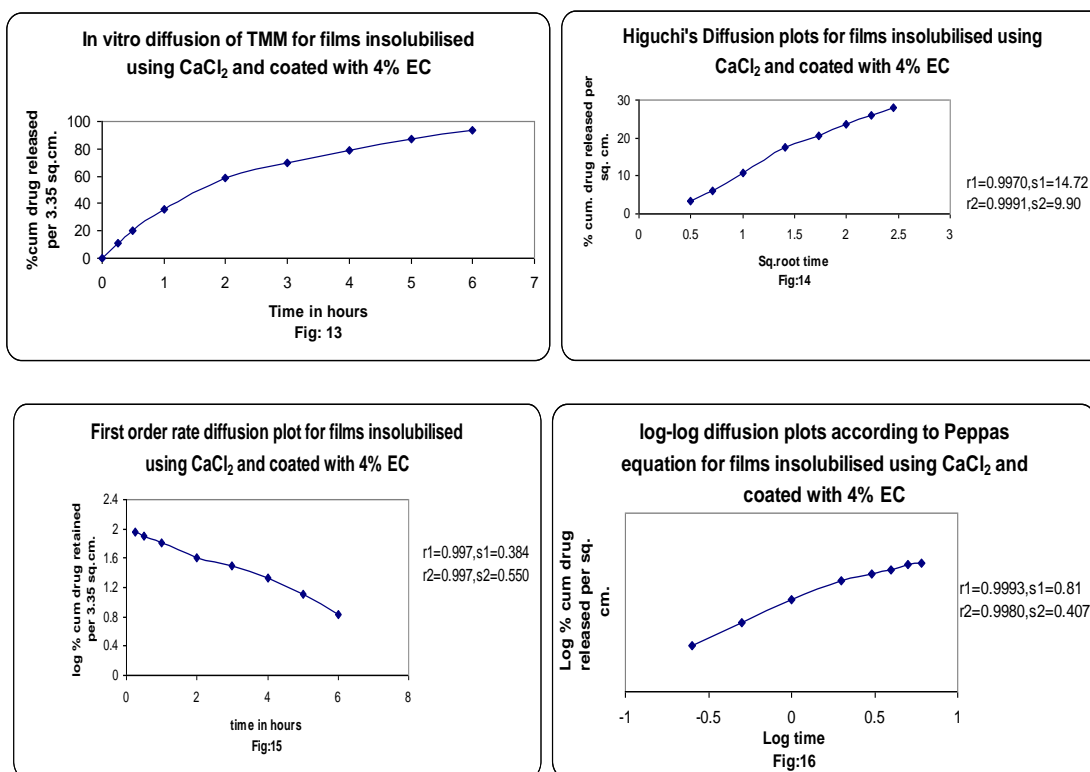 In vitro diffusion of TMM for films insolubilised
using CaCl₂ and coated with 4% EC
%cum drug released
per 3.35 sq.cm.
100
80
60
40
20
0
0 1 2 3 4 5 6 7
Time in hours
Fig: 13
Higuchi's Diffusion plots for films insolubilised using
CaCl₂ and coated with 4% EC
% cum. drug released per
sq. cm.
30
20
10
0
0 0.5 1 1.5 2 2.5 3
Sq.root time
Fig:14
r1=0.9970,s1=14.72
r2=0.9991,s2=9.90
First order rate diffusion plot for films insolubilised
using CaCl₂ and coated with 4% EC
log % cum drug retained
per 3.35 sq.cm.
2.4
2
1.6
1.2
0.8
0.4
0
0 2 4 6 8
time in hours
Fig:15
r1=0.997,s1=0.384
r2=0.997,s2=0.550
log-log diffusion plots according to Peppas
equation for films insolubilised using CaCl₂ and
coated with 4% EC
Log % cum drug
released per sq.
cm.
-1 -0.5 0 0.5 1
Log time
Fig:16
r1=0.9993,s1=0.81
r2=0.9980,s2=0.407